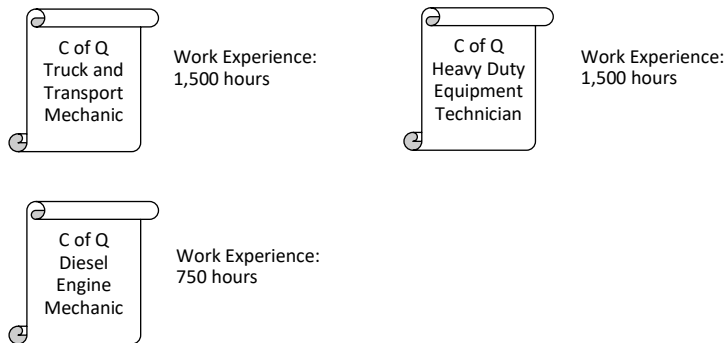 C of Q
Truck and
Transport
Mechanic
Work Experience:
1,500 hours
C of Q
Heavy Duty
Equipment
Technician
Work Experience:
1,500 hours
C of Q
Diesel
Engine
Mechanic
Work Experience:
750 hours